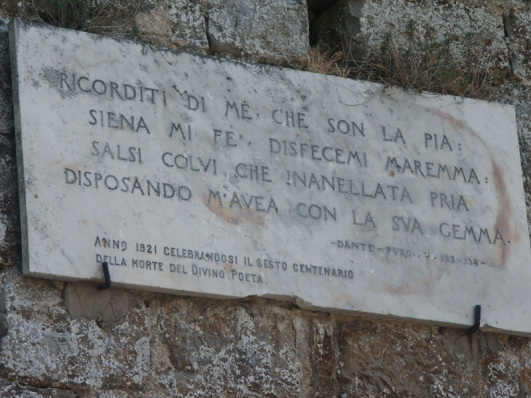 RICORDITI DI ME, CHE SON LA PIA:
SIENA MI FE, DISFECEMI MAREMMA:
SALSI COLVI CHE INANELLATA PRIA
DISPOSANDO M'AVEA CON LA SVA GEMMA.
-DANTE-PVRG. V. 133-136-
ANNO 1921 CELEBRANDOSI IL SESTO CENTENARIO
DELLA MORTE DEL DIVINO POETA.